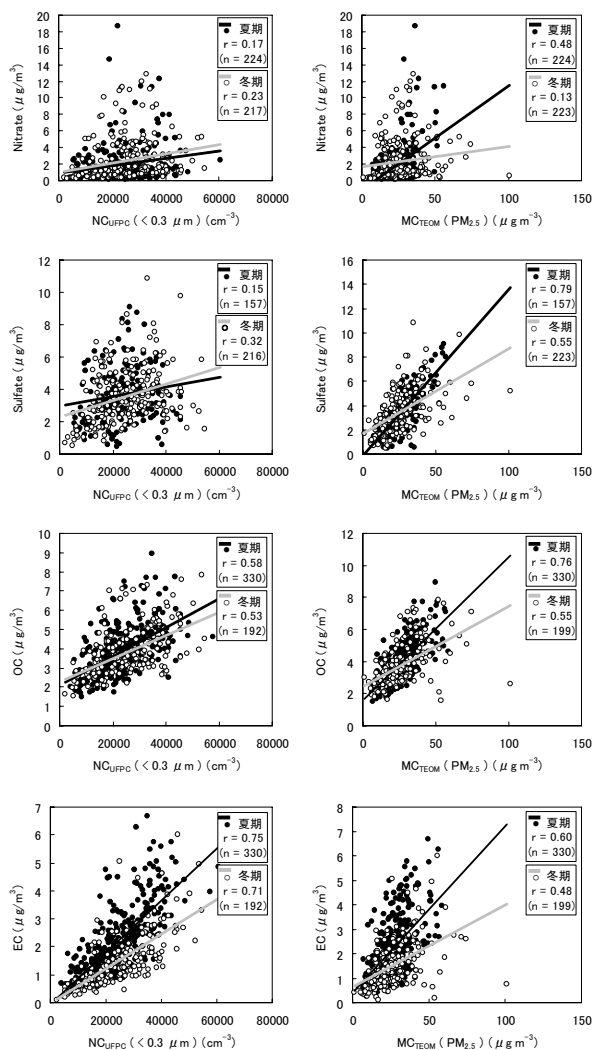 20
18
16
14
12
10
8
6
4
2
0
Nitrate ( μg/m³)
夏期
r = 0.17
(n = 224)
冬期
r = 0.23
(n = 217)
0 20000 40000 60000 80000
NCUFPC ( < 0.3 μm) (cm⁻³)
20
18
16
14
12
10
8
6
4
2
0
Nitrate ( μg/m³)
夏期
r = 0.48
(n = 224)
冬期
r = 0.13
(n = 223)
0 50 100 150
MCTEOM ( PM2.5 ) ( μg m⁻³)
12
10
8
6
4
2
0
Sulfate ( μg/m³)
夏期
r = 0.15
(n = 157)
冬期
r = 0.32
(n = 216)
0 20000 40000 60000 80000
NCUFPC ( < 0.3 μm) (cm⁻³)
16
14
12
10
8
6
4
2
0
Sulfate ( μg/m³)
夏期
r = 0.79
(n = 157)
冬期
r = 0.55
(n = 223)
0 50 100 150
MCTEOM ( PM2.5 ) ( μg m⁻³)
10
9
8
7
6
5
4
3
2
1
0
OC ( μg/m³)
夏期
r = 0.58
(n = 330)
冬期
r = 0.53
(n = 192)
0 20000 40000 60000 80000
NCUFPC ( < 0.3 μm) (cm⁻³)
12
10
8
6
4
2
0
OC ( μg/m³)
夏期
r = 0.76
(n = 330)
冬期
r = 0.55
(n = 199)
0 50 100 150
MCTEOM ( PM2.5 ) ( μg m⁻³)
7
6
5
4
3
2
1
0
EC ( μg/m³)
夏期
r = 0.75
(n = 330)
冬期
r = 0.71
(n = 192)
0 20000 40000 60000 80000
NCUFPC ( < 0.3 μm) (cm⁻³)
8
7
6
5
4
3
2
1
0
EC ( μg/m³)
夏期
r = 0.60
(n = 330)
冬期
r = 0.48
(n = 199)
0 50 100 150
MCTEOM ( PM2.5 ) ( μg m⁻³)